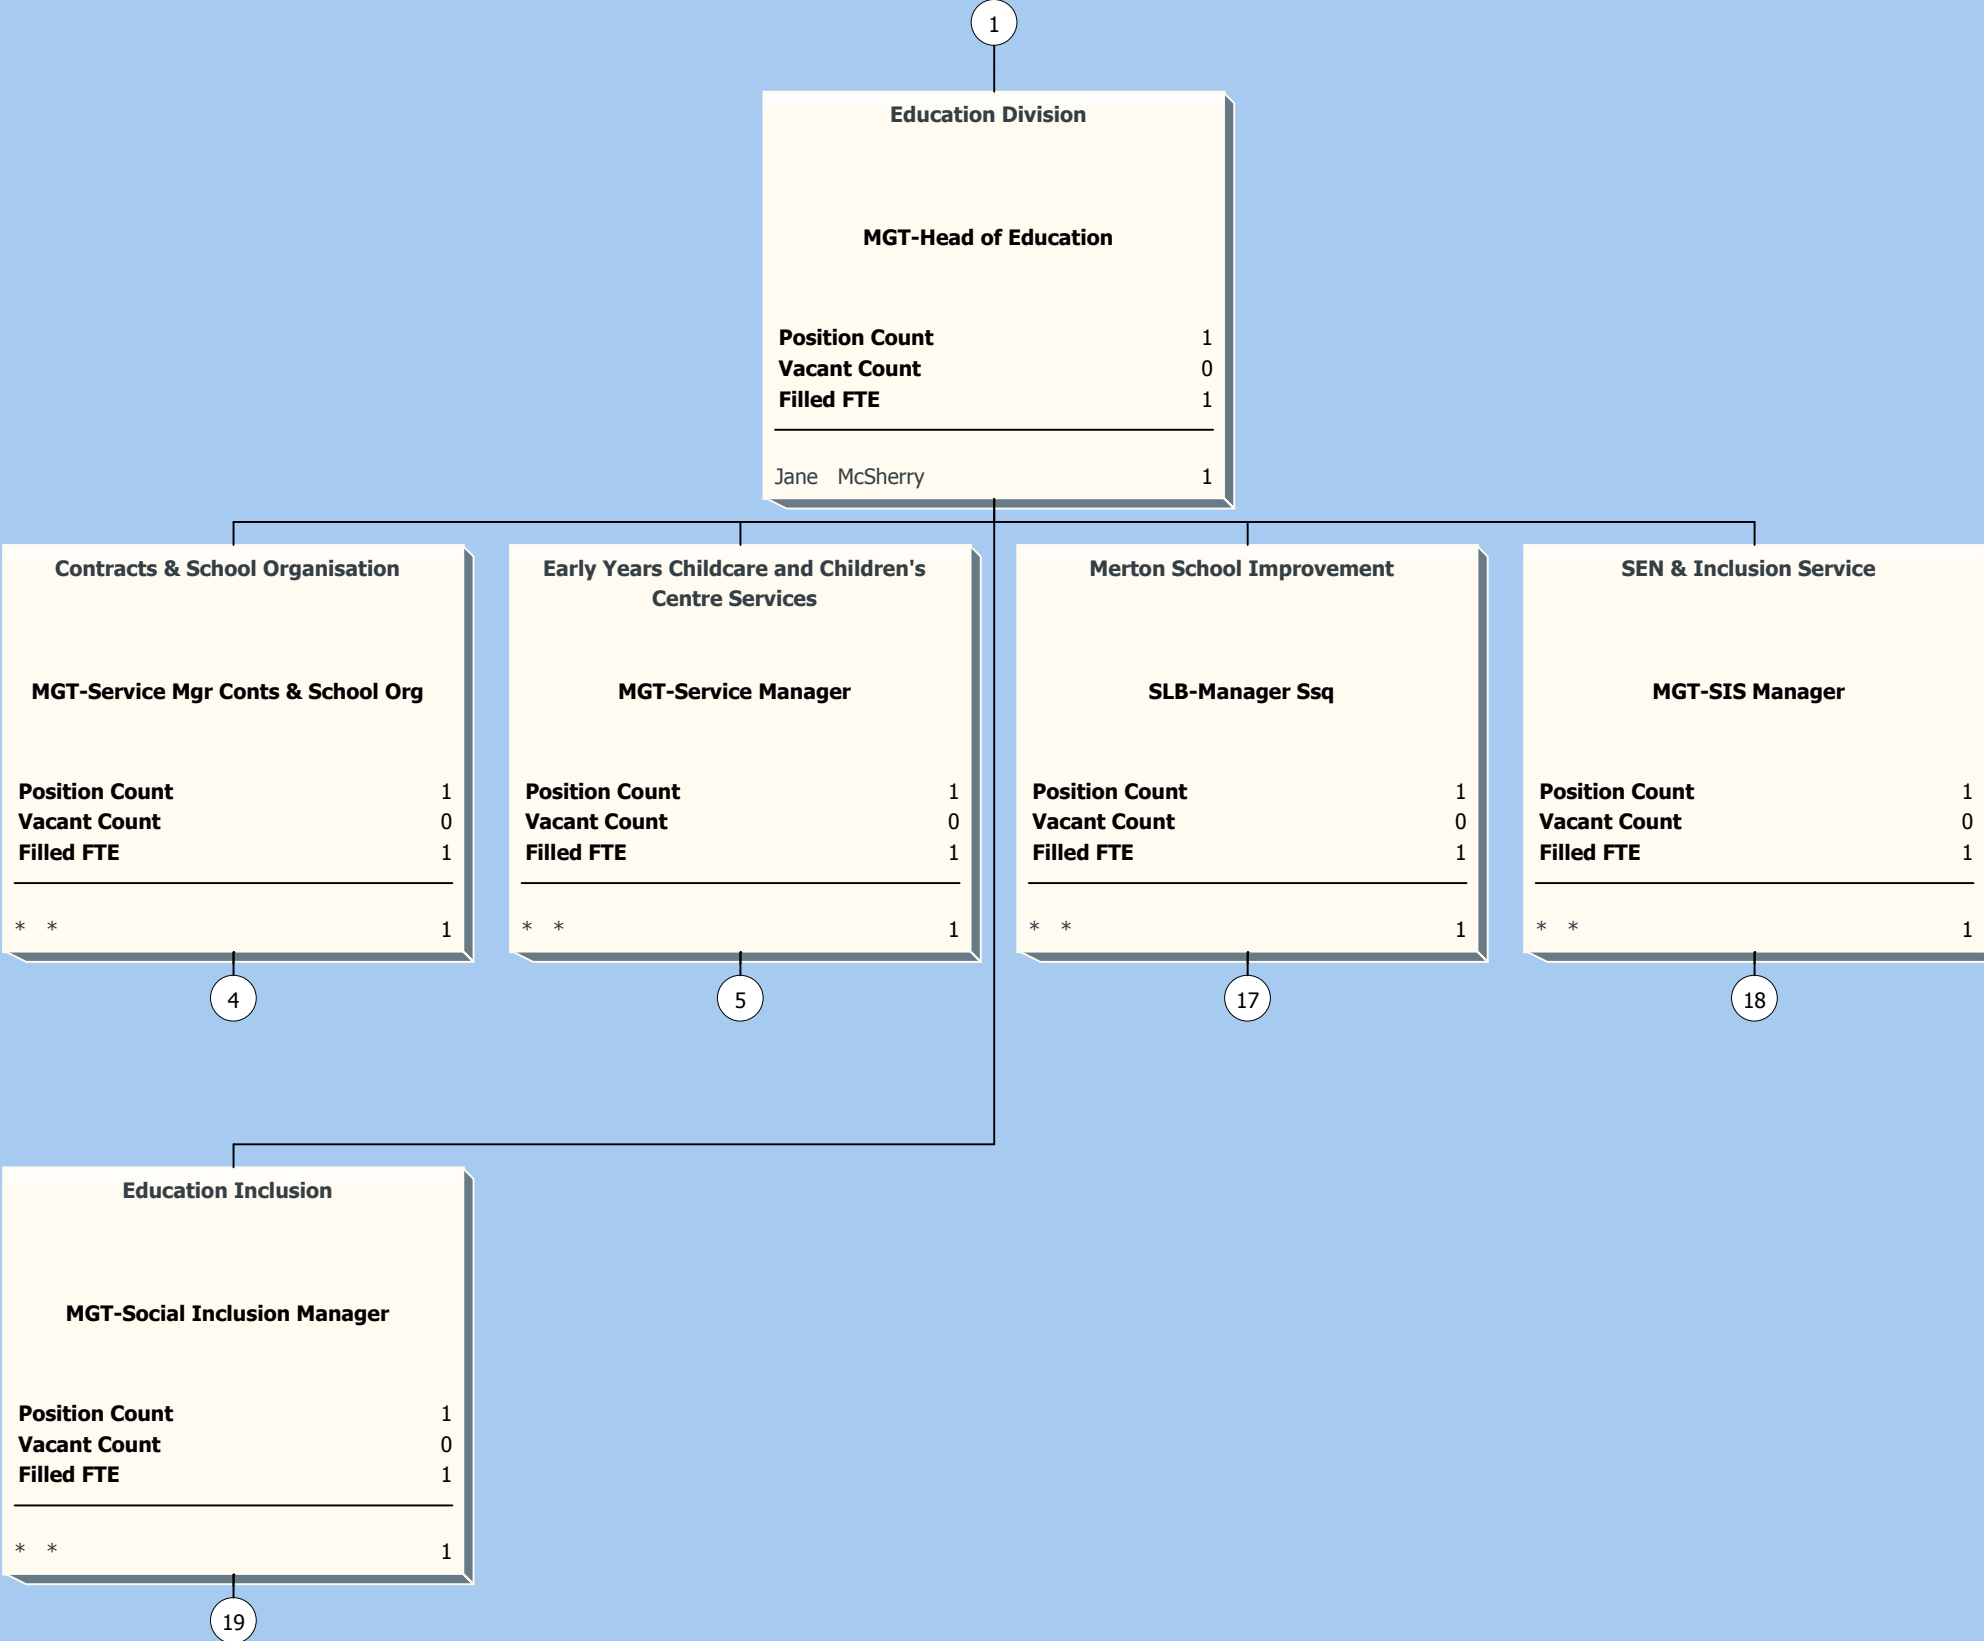 1
Education Division
MGT-Head of Education
Position Count 1
Vacant Count 0
Filled FTE 1
Jane McSherry 1
Contracts & School Organisation
MGT-Service Mgr Conts & School Org
Position Count 1
Vacant Count 0
Filled FTE 1
* * 1
4
Early Years Childcare and Children's
Centre Services
MGT-Service Manager
Position Count 1
Vacant Count 0
Filled FTE 1
* * 1
5
Merton School Improvement
SLB-Manager Ssq
Position Count 1
Vacant Count 0
Filled FTE 1
* * 1
17
SEN & Inclusion Service
MGT-SIS Manager
Position Count 1
Vacant Count 0
Filled FTE 1
* * 1
18
Education Inclusion
MGT-Social Inclusion Manager
Position Count 1
Vacant Count 0
Filled FTE 1
* * 1
19